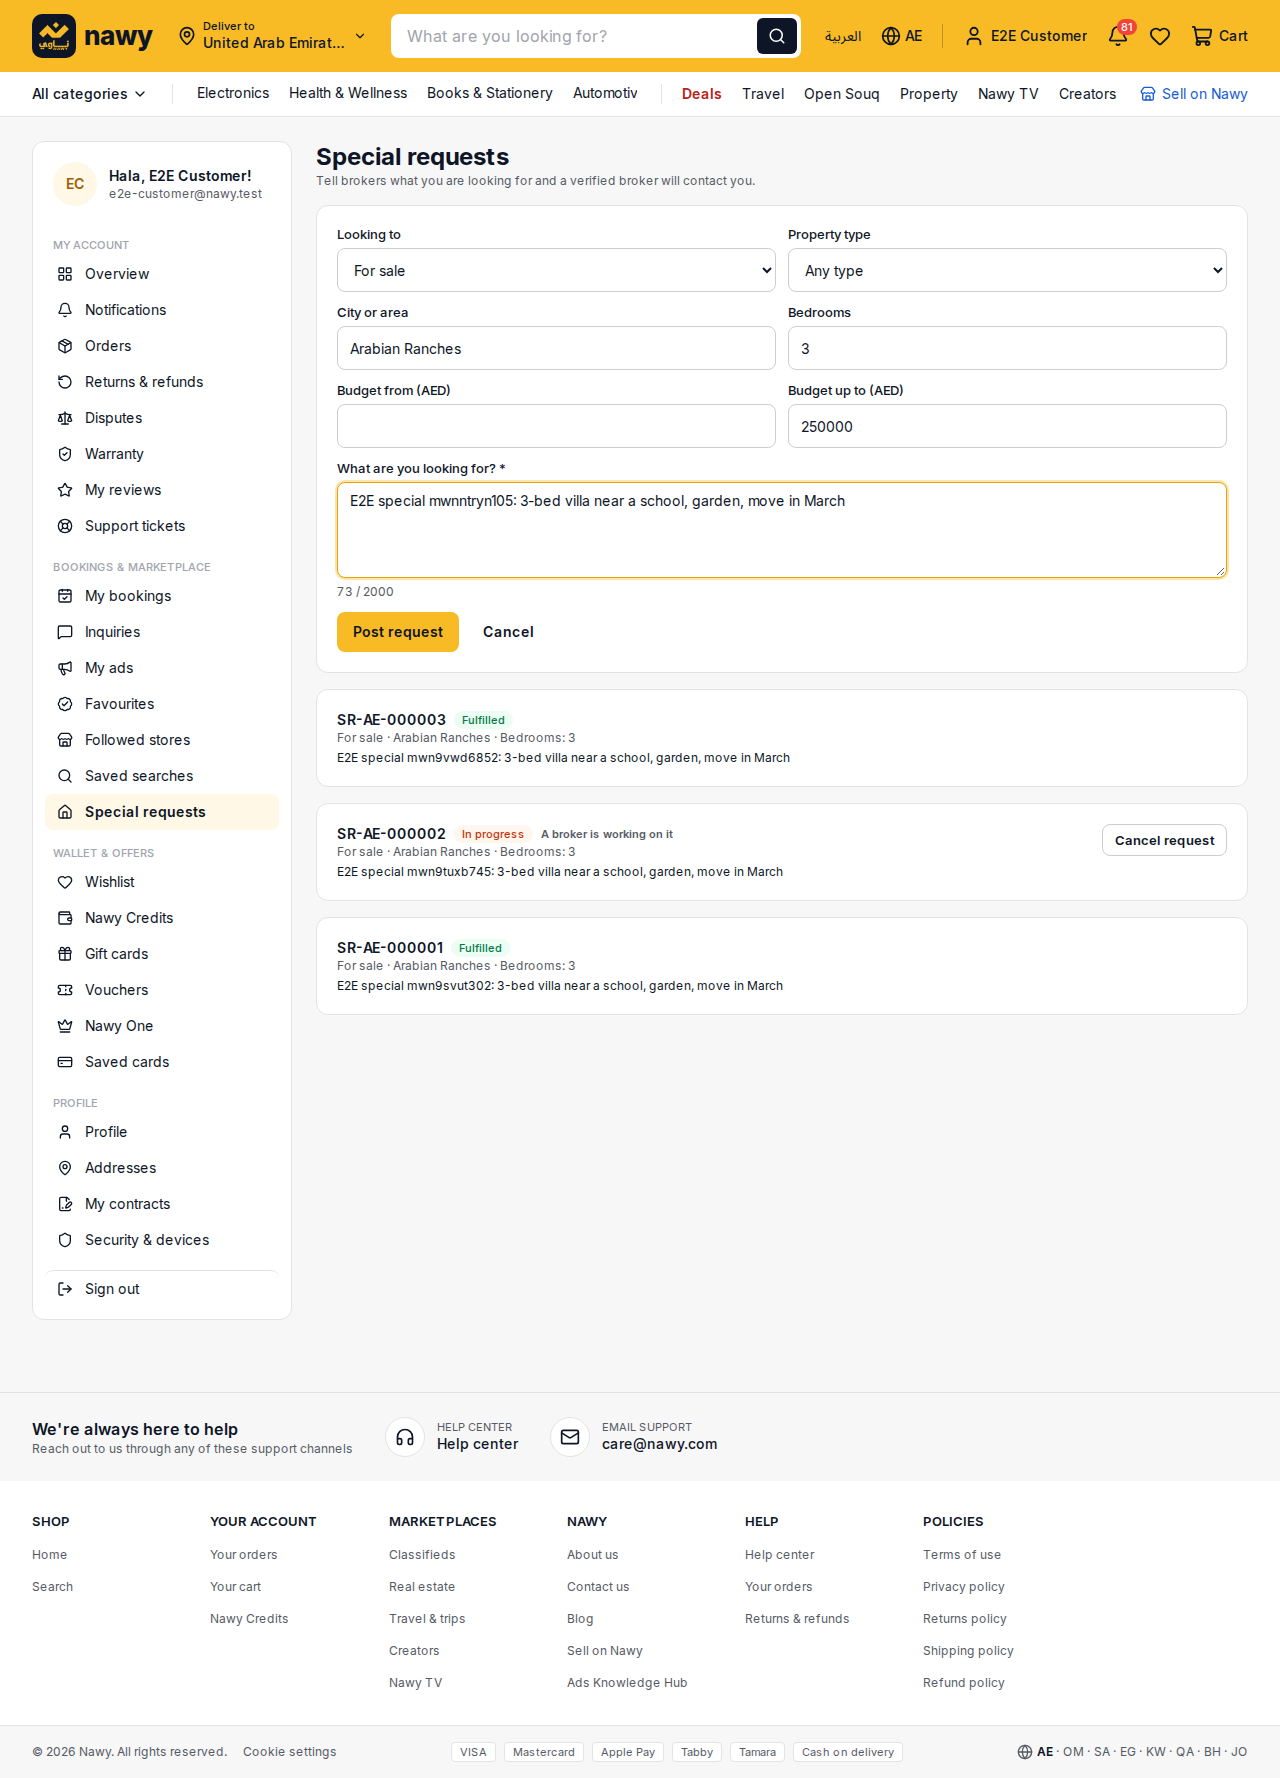 nawy
Deliver to
United Arab Emirat...
What are you looking for?
العربية
AE
E2E Customer
81
Cart
All categories
Electronics
Health & Wellness
Books & Stationery
Automotiv
Deals
Travel
Open Souq
Property
Nawy TV
Creators
Sell on Nawy
EC
Hala, E2E Customer!
e2e-customer@nawy.test
MY ACCOUNT
Overview
Notifications
Orders
Returns & refunds
Disputes
Warranty
My reviews
Support tickets
BOOKINGS & MARKETPLACE
My bookings
Inquiries
My ads
Favourites
Followed stores
Saved searches
Special requests
WALLET & OFFERS
Wishlist
Nawy Credits
Gift cards
Vouchers
Nawy One
Saved cards
PROFILE
Profile
Addresses
My contracts
Security & devices
Sign out
Special requests
Tell brokers what you are looking for and a verified broker will contact you.
Looking to
Property type
For sale
Any type
City or area
Bedrooms
Arabian Ranches
3
Budget from (AED)
Budget up to (AED)
250000
What are you looking for? *
E2E special mwnntryn105: 3-bed villa near a school, garden, move in March
73 / 2000
Post request
Cancel
SR-AE-000003 Fulfilled
For sale · Arabian Ranches · Bedrooms: 3
E2E special mwn9vwd6852: 3-bed villa near a school, garden, move in March
SR-AE-000002 In progress A broker is working on it
Cancel request
For sale · Arabian Ranches · Bedrooms: 3
E2E special mwn9tuxb745: 3-bed villa near a school, garden, move in March
SR-AE-000001 Fulfilled
For sale · Arabian Ranches · Bedrooms: 3
E2E special mwn9svut302: 3-bed villa near a school, garden, move in March
We're always here to help
Reach out to us through any of these support channels
HELP CENTER
Help center
EMAIL SUPPORT
care@nawy.com
SHOP
Home
Search
YOUR ACCOUNT
Your orders
Your cart
Nawy Credits
MARKETPLACES
Classifieds
Real estate
Travel & trips
Creators
Nawy TV
NAWY
About us
Contact us
Blog
Sell on Nawy
Ads Knowledge Hub
HELP
Help center
Your orders
Returns & refunds
POLICIES
Terms of use
Privacy policy
Returns policy
Shipping policy
Refund policy
© 2026 Nawy. All rights reserved.
Cookie settings
VISA
Mastercard
Apple Pay
Tabby
Tamara
Cash on delivery
AE · OM · SA · EG · KW · QA · BH · JO